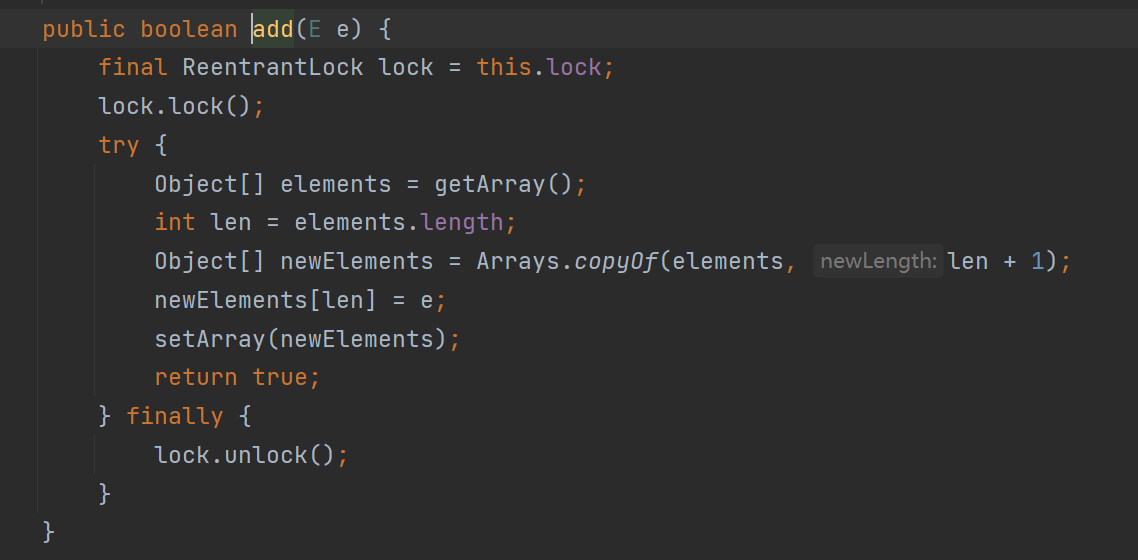 public boolean add(E e) {
final ReentrantLock lock = this.lock;
lock.lock();
try {
Object[] elements = getArray();
int len = elements.length;
Object[] newElements = Arrays.copyOf(elements, newLength: len + 1);
newElements[len] = e;
setArray(newElements);
return true;
} finally {
lock.unlock();
}
}